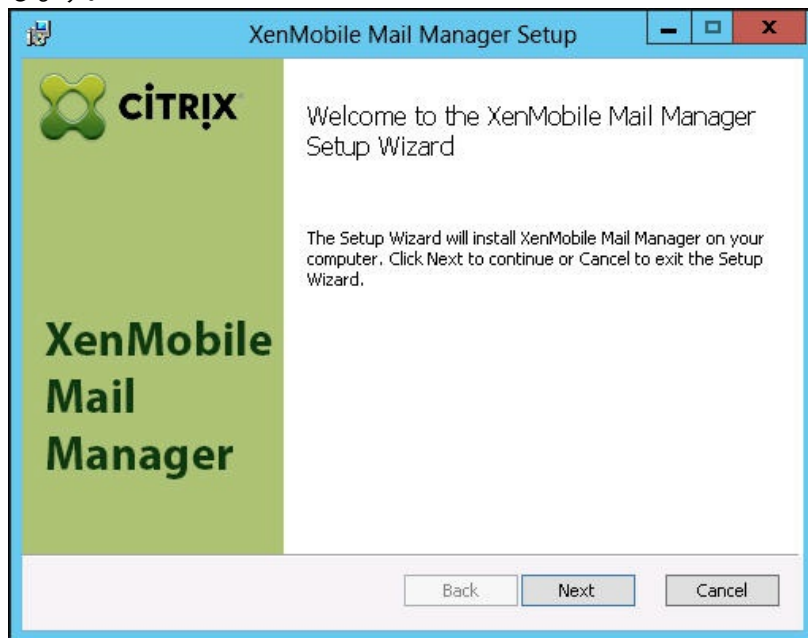 XenMobile Mail Manager Setup
CİTRIX
Welcome to the XenMobile Mail Manager
Setup Wizard
The Setup Wizard will install XenMobile Mail Manager on your
computer. Click Next to continue or Cancel to exit the Setup
Wizard.
XenMobile
Mail
Manager
Back
Next
Cancel